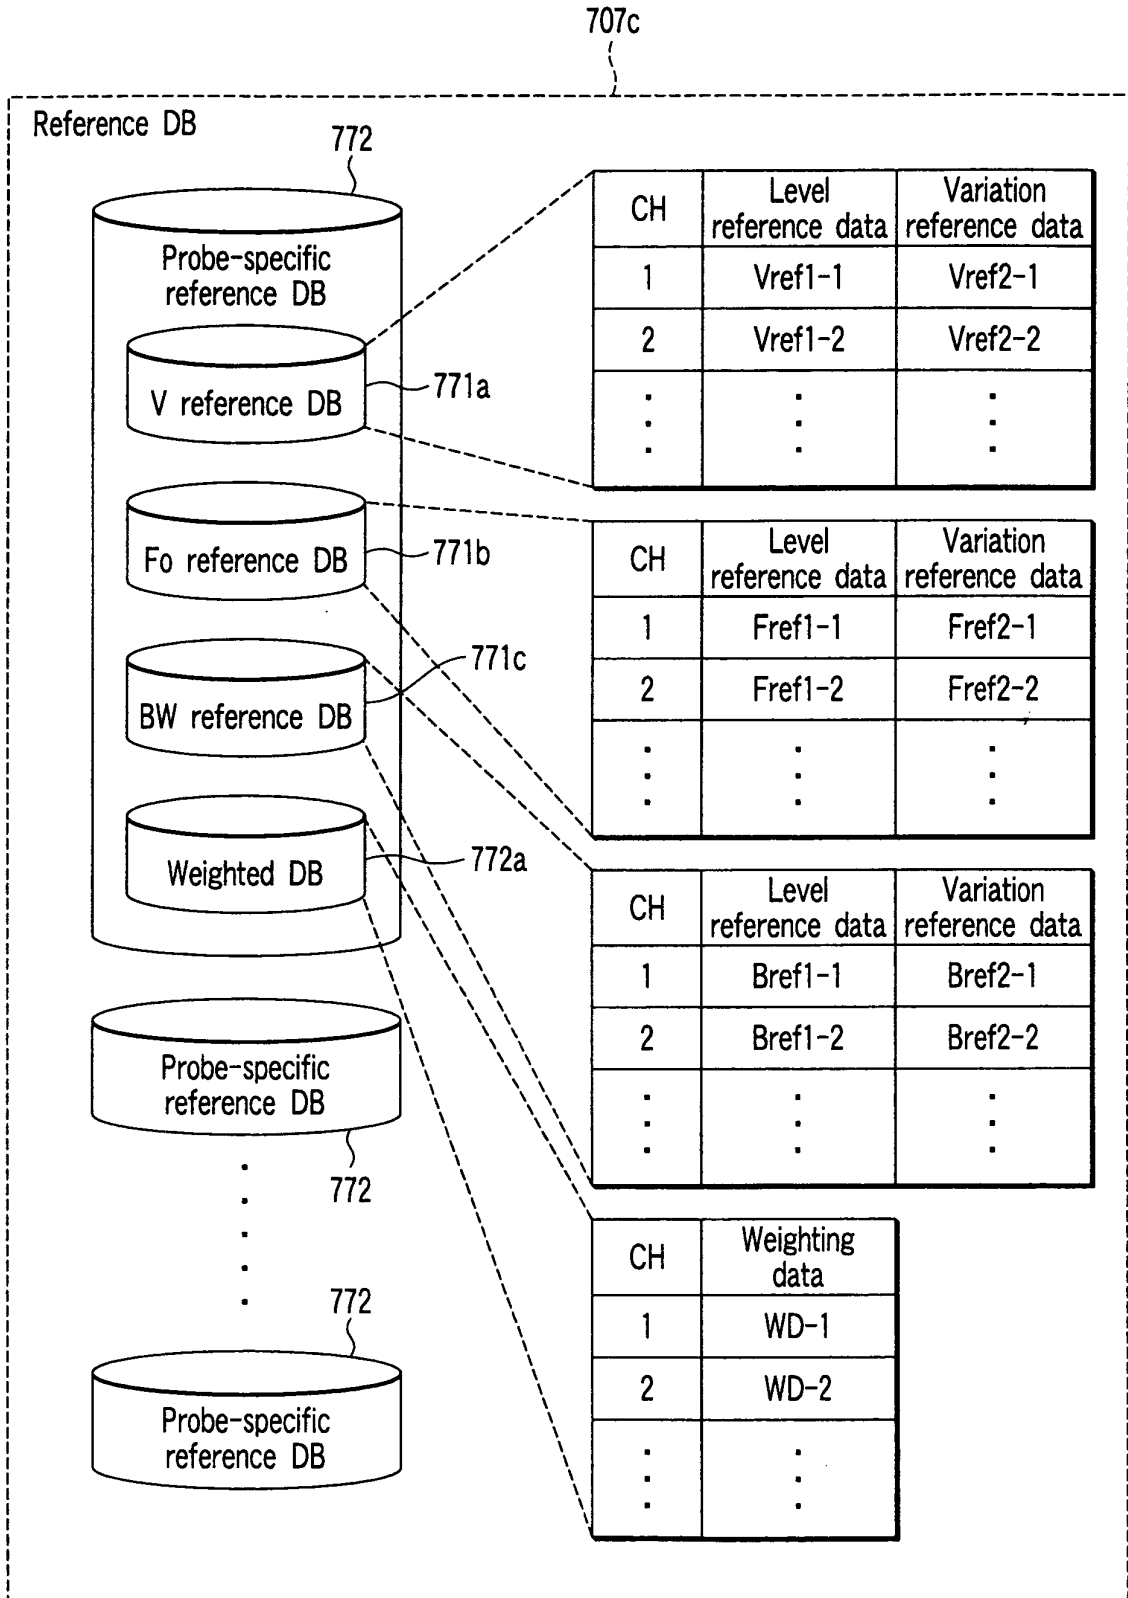 707c
Reference DB
772
Probe-specific
reference DB
V reference DB
771a
Fo reference DB
771b
BW reference DB
771c
Weighted DB
772a
Probe-specific
reference DB
772
772
Probe-specific
reference DB
CH Level reference data Variation reference data
1 Vref1-1 Vref2-1
2 Vref1-2 Vref2-2
CH Level reference data Variation reference data
1 Fref1-1 Fref2-1
2 Fref1-2 Fref2-2
CH Level reference data Variation reference data
1 Bref1-1 Bref2-1
2 Bref1-2 Bref2-2
CH Weighting data
1 WD-1
2 WD-2